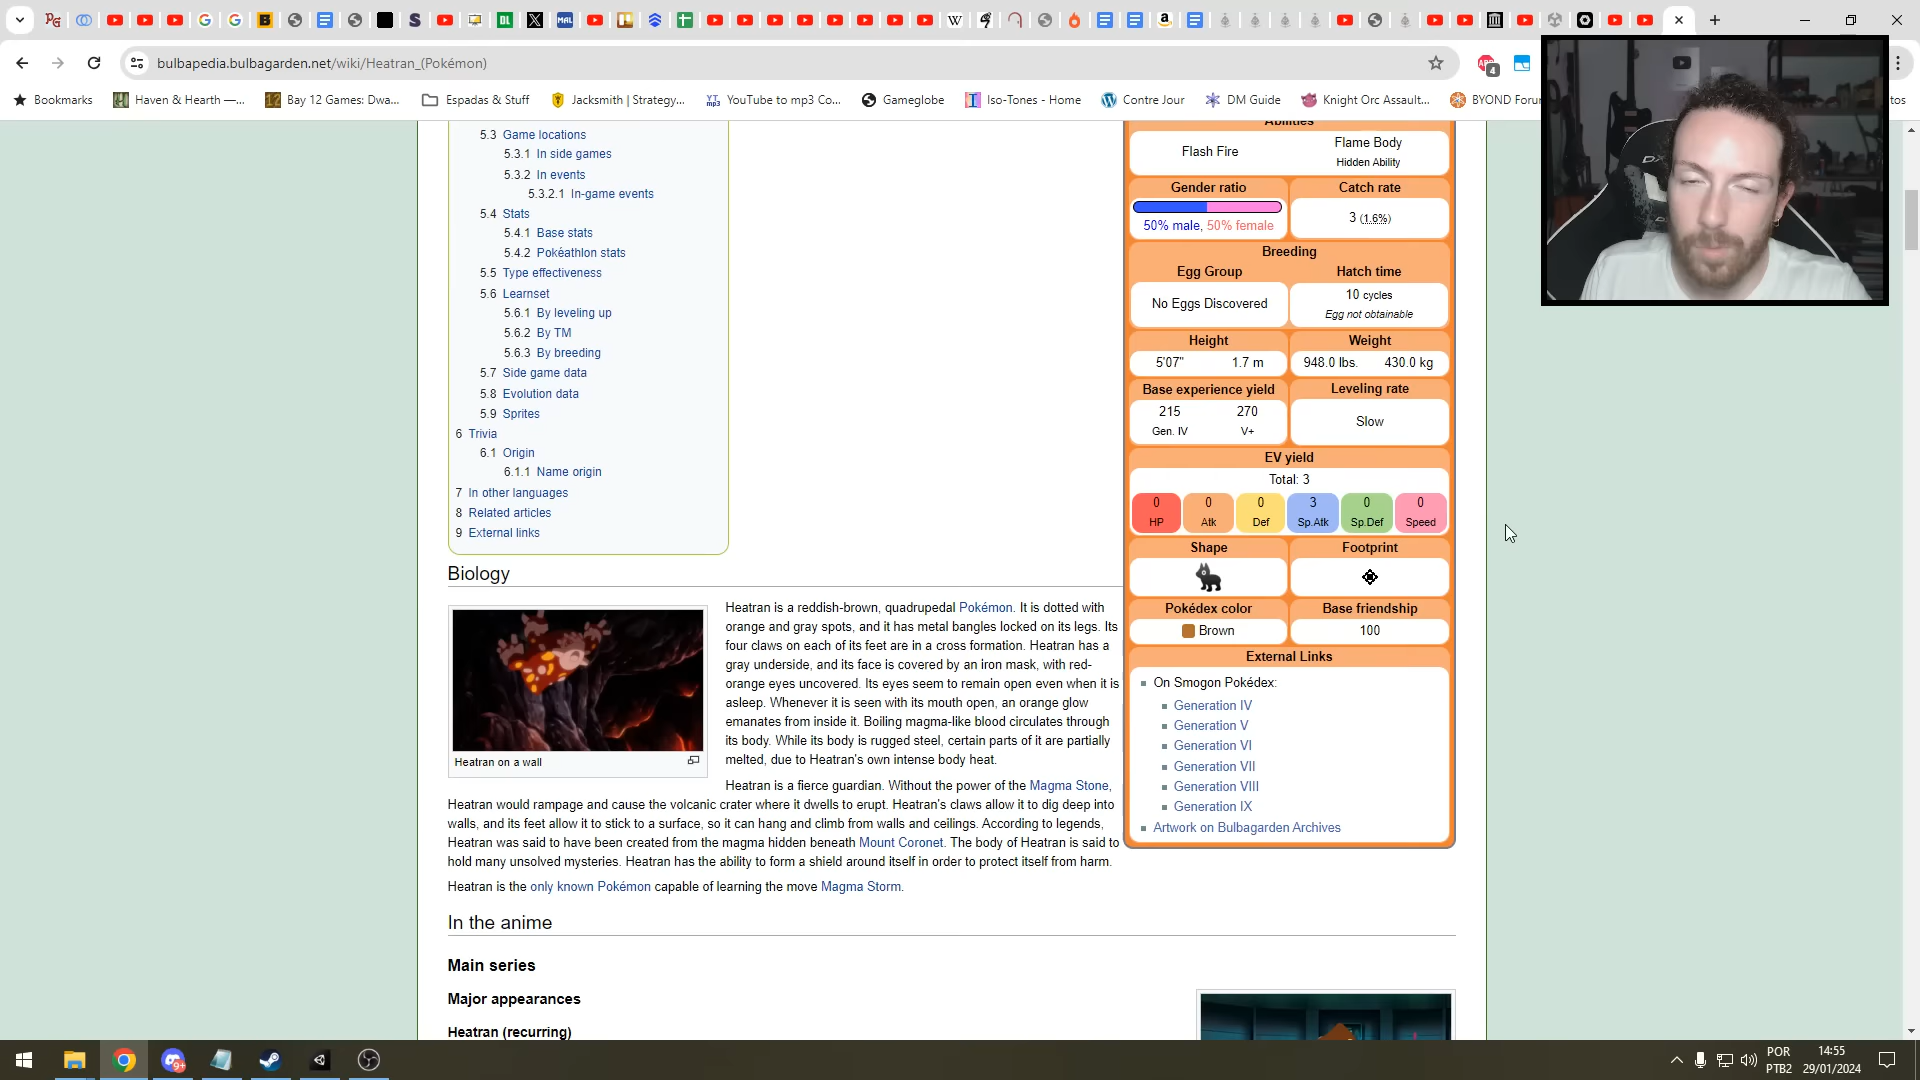 bulbapedia.bulbagarden.net/wiki/Heatran_(Pokémon)
4
Bookmarks
Haven & Hearth —...
Bay 12 Games: Dwa...
Espadas & Stuff
Jacksmith | Strategy...
YouTube to mp3 Co...
Gameglobe
Iso-Tones - Home
Contre Jour
DM Guide
Knight Orc Assault...
BYOND Foru
tos
5.3 Game locations
5.3.1 In side games
5.3.2 In events
5.3.2.1 In-game events
5.4 Stats
5.4.1 Base stats
5.4.2 Pokéathlon stats
5.5 Type effectiveness
5.6 Learnset
5.6.1 By leveling up
5.6.2 By TM
5.6.3 By breeding
5.7 Side game data
5.8 Evolution data
5.9 Sprites
6 Trivia
6.1 Origin
6.1.1 Name origin
7 In other languages
8 Related articles
9 External links
Abilities
Flash Fire
Flame Body
Hidden Ability
Gender ratio
Catch rate
50% male, 50% female
3 (1.6%)
Breeding
Egg Group
Hatch time
No Eggs Discovered
10 cycles
Egg not obtainable
Height
Weight
5'07" 1.7 m
948.0 lbs. 430.0 kg
Base experience yield
Leveling rate
215 270
Gen. IV V+
Slow
EV yield
Total: 3
0 0 0 3 0 0
HP Atk Def Sp.Atk Sp.Def Speed
Shape
Footprint
Pokédex color
Base friendship
Brown
100
External Links
On Smogon Pokédex:
Generation IV
Generation V
Generation VI
Generation VII
Generation VIII
Generation IX
Artwork on Bulbagarden Archives
Biology
Heatran on a wall
Heatran is a reddish-brown, quadrupedal Pokémon. It is dotted with
orange and gray spots, and it has metal bangles locked on its legs. Its
four claws on each of its feet are in a cross formation. Heatran has a
gray underside, and its face is covered by an iron mask, with red-
orange eyes uncovered. Its eyes seem to remain open even when it is
asleep. Whenever it is seen with its mouth open, an orange glow
emanates from inside it. Boiling magma-like blood circulates through
its body. While its body is rugged steel, certain parts of it are partially
melted, due to Heatran's own intense body heat.
Heatran is a fierce guardian. Without the power of the Magma Stone,
Heatran would rampage and cause the volcanic crater where it dwells to erupt. Heatran's claws allow it to dig deep into
walls, and its feet allow it to stick to a surface, so it can hang and climb from walls and ceilings. According to legends,
Heatran was said to have been created from the magma hidden beneath Mount Coronet. The body of Heatran is said to
hold many unsolved mysteries. Heatran has the ability to form a shield around itself in order to protect itself from harm.
Heatran is the only known Pokémon capable of learning the move Magma Storm.
In the anime
Main series
Major appearances
Heatran (recurring)
POR
PTB2
14:55
29/01/2024